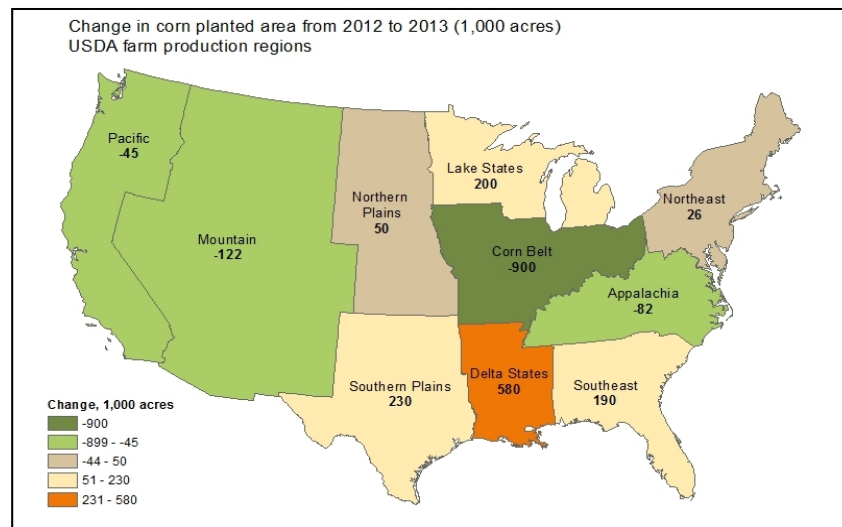 Change in corn planted area from 2012 to 2013 (1,000 acres)
USDA farm production regions
Pacific
-45
Mountain
-122
Northern
Plains
50
Lake States
200
Northeast
26
Corn Belt
-900
Appalachia
-82
Southern Plains
230
Delta States
580
Southeast
190
Change, 1,000 acres
-900
-899 - -45
-44 - 50
51 - 230
231 - 580